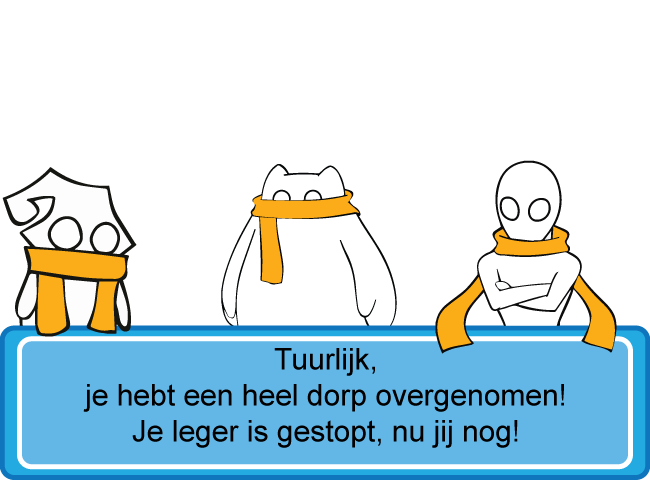 Tuurlijk,
je hebt een heel dorp overgenomen!
Je leger is gestopt, nu jij nog!